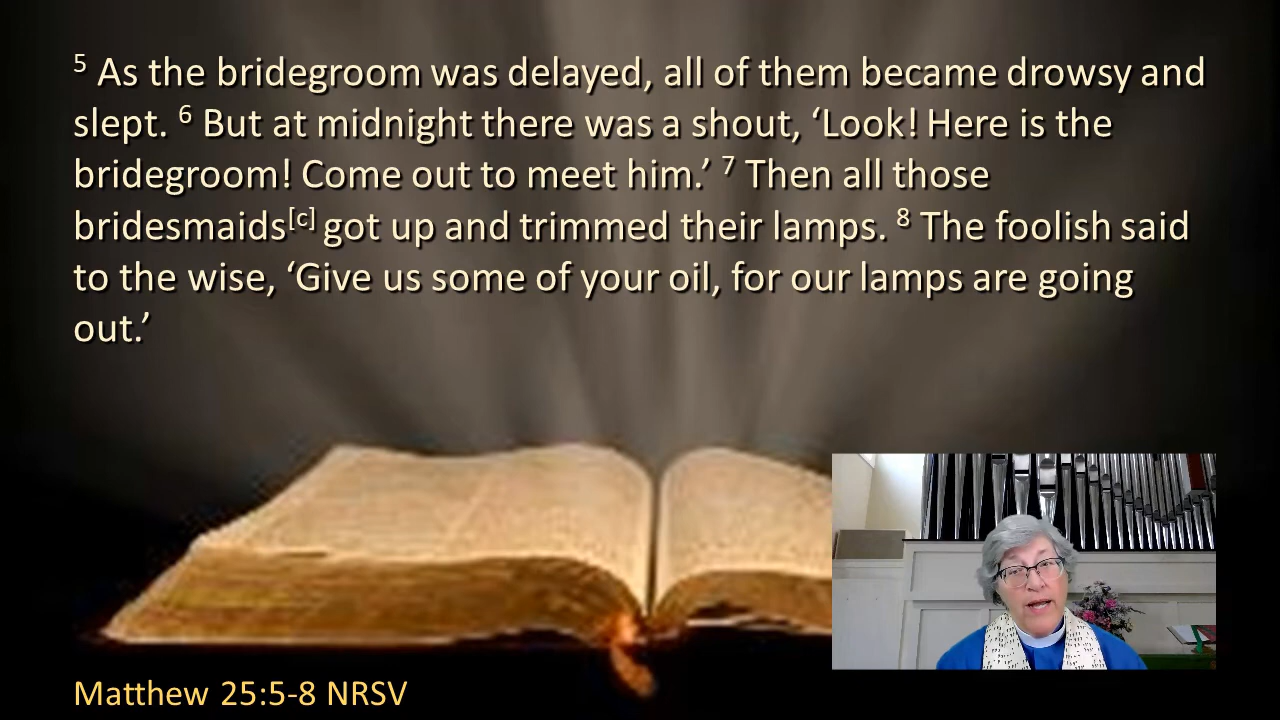 5 As the bridegroom was delayed, all of them became drowsy and
slept. 6 But at midnight there was a shout, ‘Look! Here is the
bridegroom! Come out to meet him.’ 7 Then all those
bridesmaids[c] got up and trimmed their lamps. 8 The foolish said
to the wise, ‘Give us some of your oil, for our lamps are going
out.’
Matthew 25:5-8 NRSV